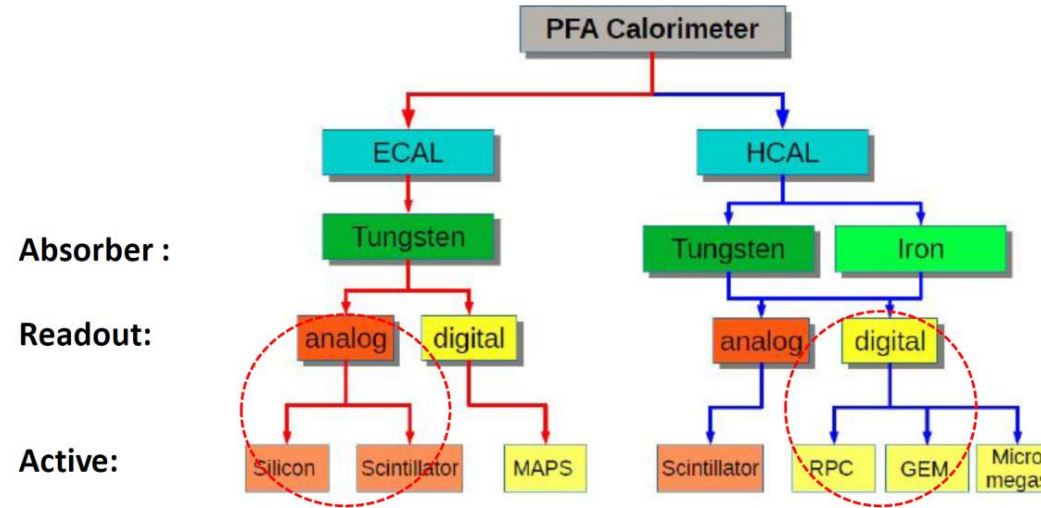 PFA Calorimeter
ECAL HCAL
Absorber : Tungsten Tungsten Iron
Readout: analog digital analog digital
Active: Silicon Scintillator MAPS Scintillator RPC GEM Micro
megas